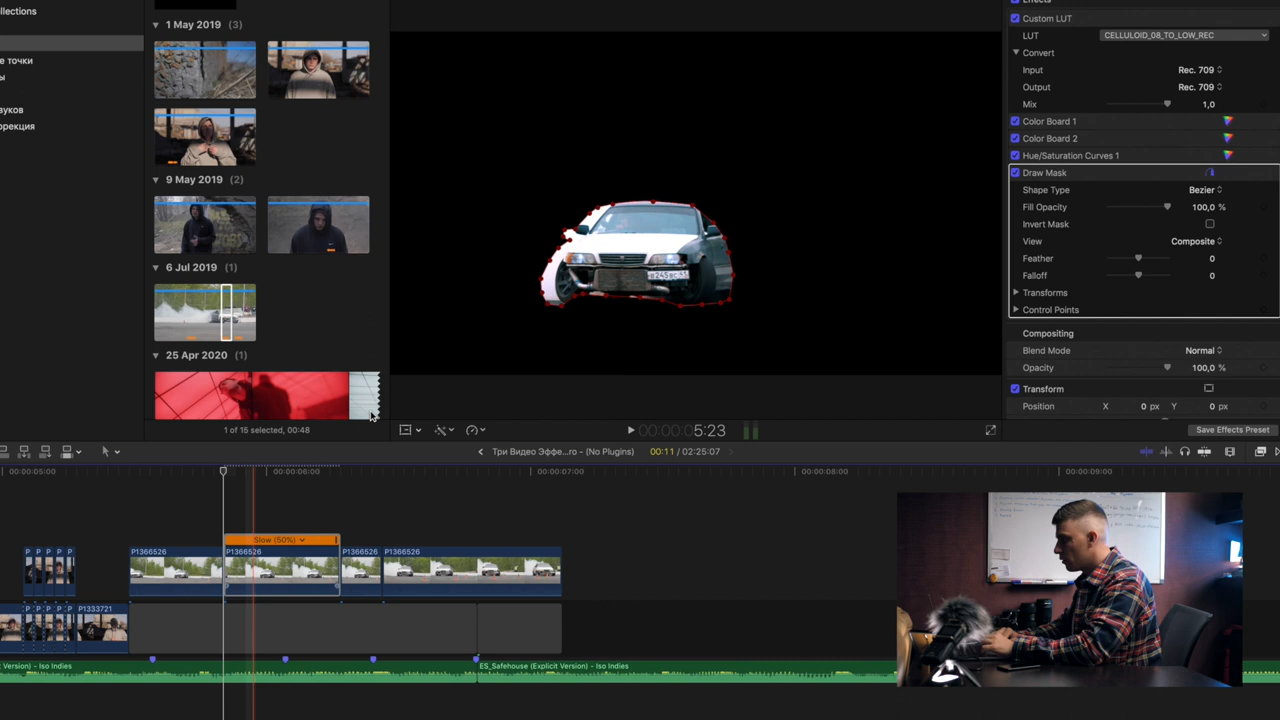 ollections
е точки
ы
вуков
ррекция
1 May 2019 (3)
9 May 2019 (2)
6 Jul 2019 (1)
25 Apr 2020 (1)
1 of 15 selected, 00:48
00:00:05:23
Effects
Custom LUT
LUT CELLULOID_08_TO_LOW_REC
Convert
Input Rec. 709
Output Rec. 709
Mix 1,0
Color Board 1
Color Board 2
Hue/Saturation Curves 1
Draw Mask
Shape Type Bezier
Fill Opacity 100,0 %
Invert Mask
View Composite
Feather 0
Falloff 0
Transforms
Control Points
Compositing
Blend Mode Normal
Opacity 100,0 %
Transform
Position X 0 px Y 0 px
Save Effects Preset
Три Видео Эффе...ro - (No Plugins) 00:11 / 02:25:07
00:00:05:00 00:00:06:00 00:00:07:00 00:00:08:00 00:00:09:00
Slow (50%)
P P P P P P1366526 P1366526 P1366526 P1366526
P P P P P P1333721
Version) - Iso Indies ES_Safehouse (Explicit Version) - Iso Indies